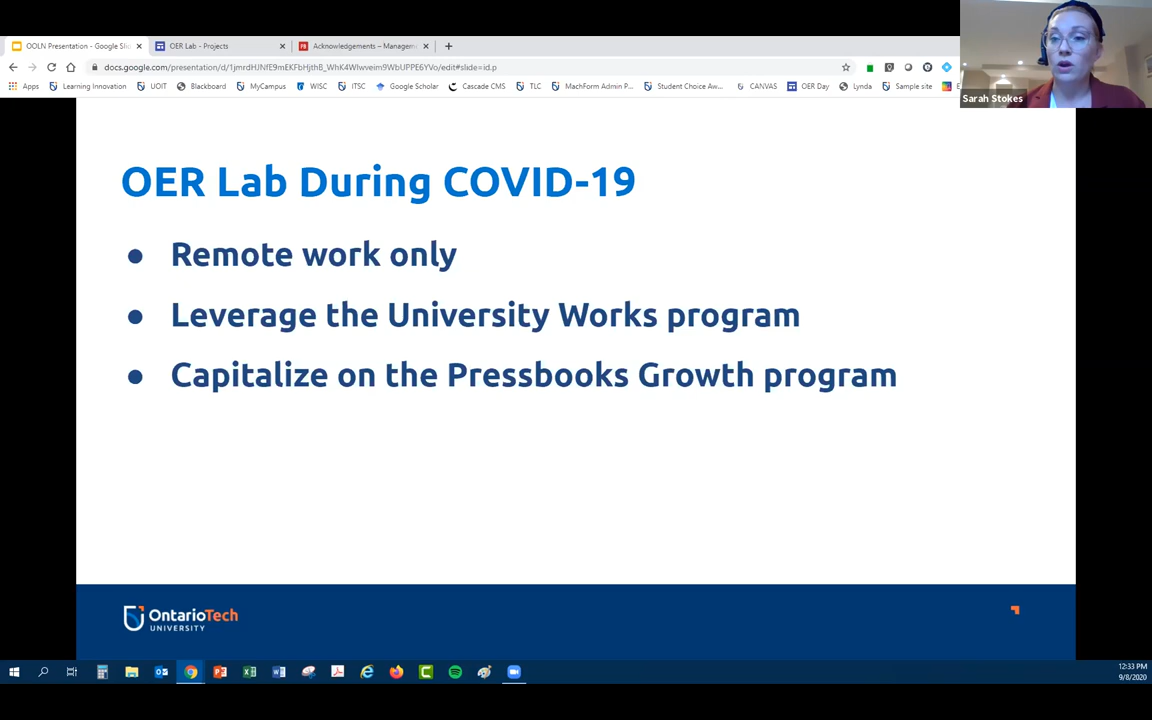 OOLN Presentation - Google Slid
OER Lab - Projects
Acknowledgements – Managem
docs.google.com/presentation/d/
edit#slide=id.p
Apps
Learning Innovation
UOIT
Blackboard
MyCampus
WISC
ITSC
Google Scholar
Cascade CMS
TLC
MachForm Admin P...
Student Choice Aw...
CANVAS
OER Day
Lynda
Sample site
Sarah Stokes
OER Lab During COVID-19
● Remote work only
● Leverage the University Works program
● Capitalize on the Pressbooks Growth program
OntarioTech
UNIVERSITY
12:33 PM
9/8/2020